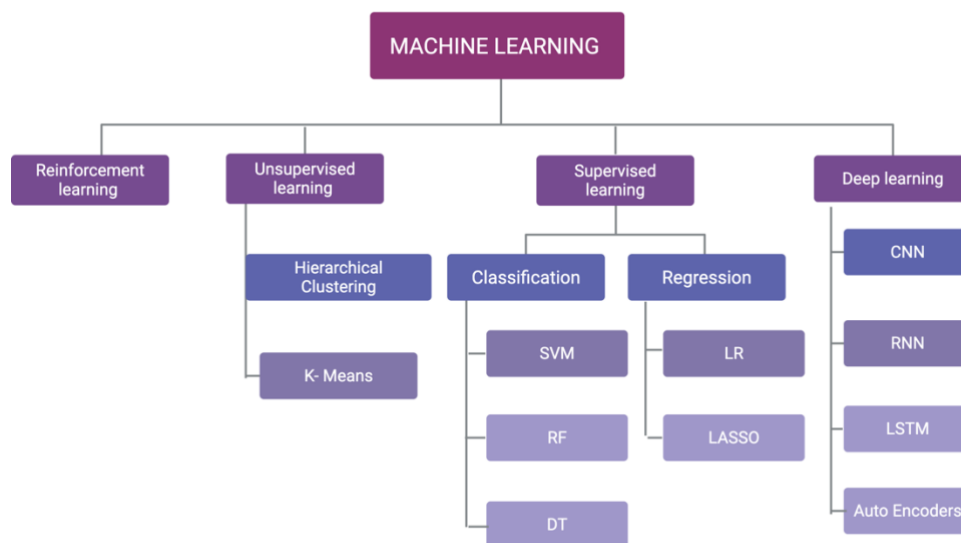 MACHINE LEARNING
Reinforcement
learning
Unsupervised
learning
Supervised
learning
Deep learning
Hierarchical
Clustering
Classification
Regression
CNN
K- Means
SVM
LR
RNN
RF
LASSO
LSTM
DT
Auto Encoders